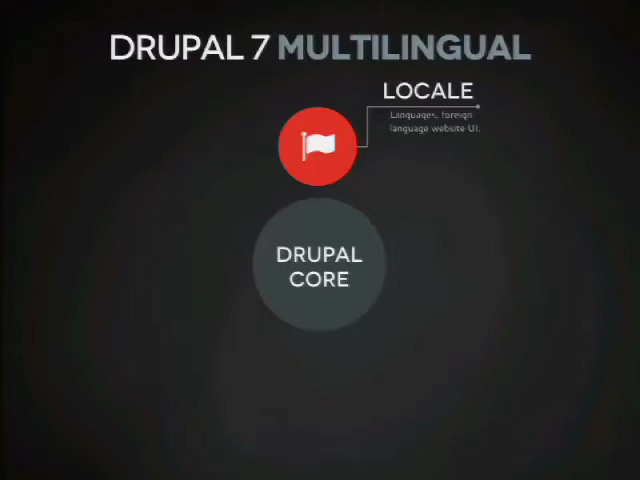 DRUPAL 7 MULTILINGUAL
LOCALE
Languages, foreign
language website UI.
DRUPAL
CORE